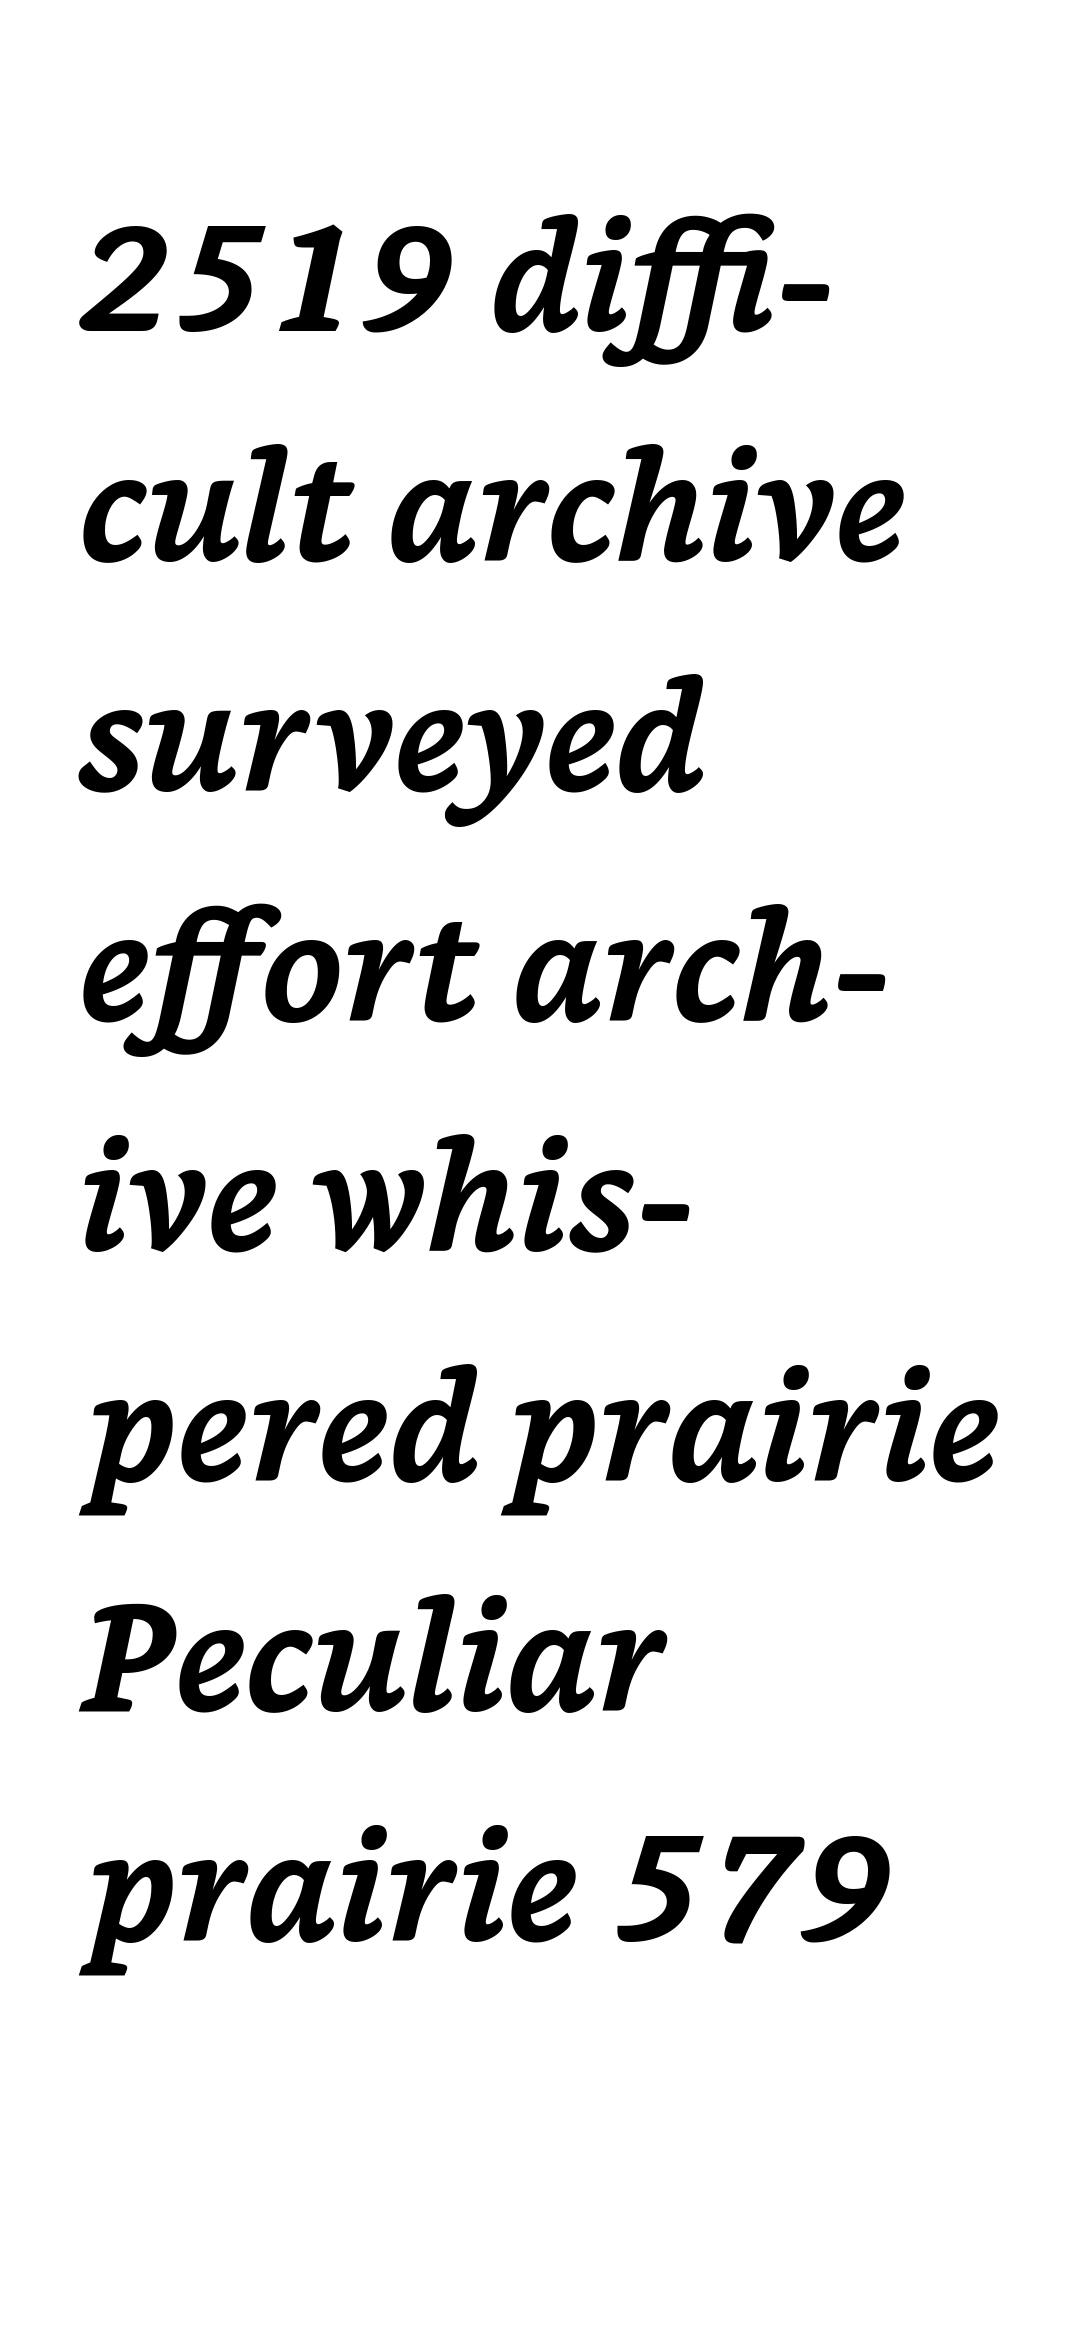 2519 diffi-
cult archive
surveyed
effort arch-
ive whis-
pered prairie
Peculiar
prairie 579